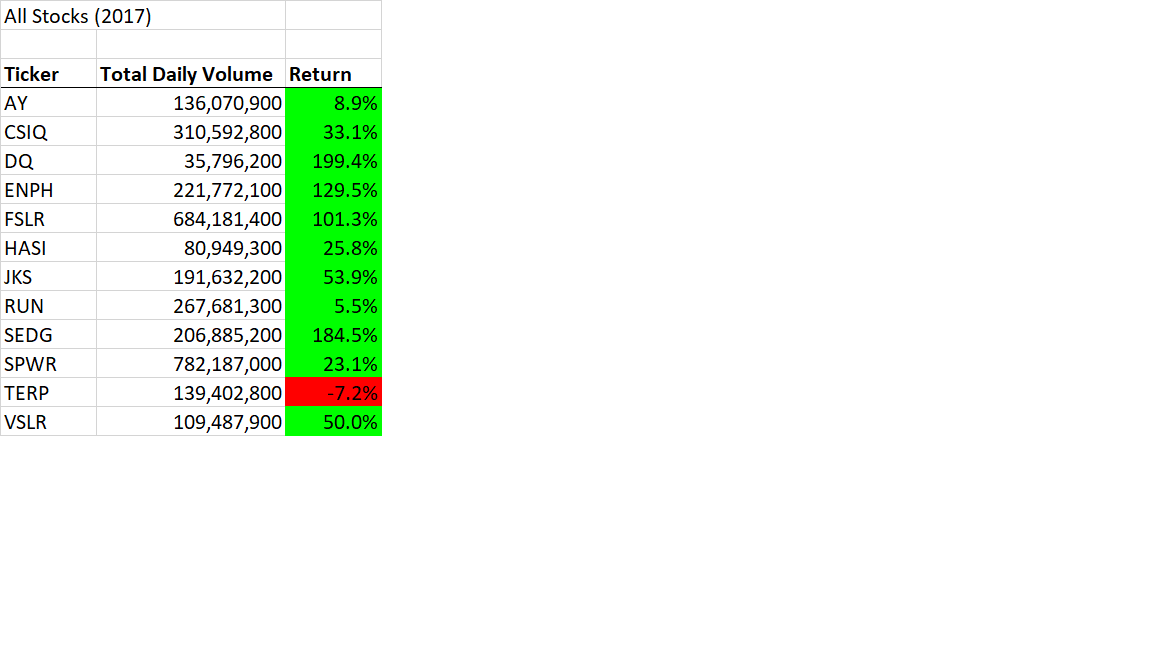 All Stocks (2017)
Ticker Total Daily Volume Return
AY 136,070,900 8.9%
CSIQ 310,592,800 33.1%
DQ 35,796,200 199.4%
ENPH 221,772,100 129.5%
FSLR 684,181,400 101.3%
HASI 80,949,300 25.8%
JKS 191,632,200 53.9%
RUN 267,681,300 5.5%
SEDG 206,885,200 184.5%
SPWR 782,187,000 23.1%
TERP 139,402,800 -7.2%
VSLR 109,487,900 50.0%